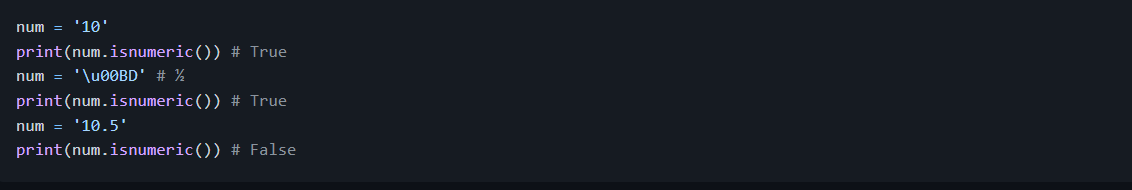 num = '10'
print(num.isnumeric()) # True
num = '\u00BD' # ½
print(num.isnumeric()) # True
num = '10.5'
print(num.isnumeric()) # False